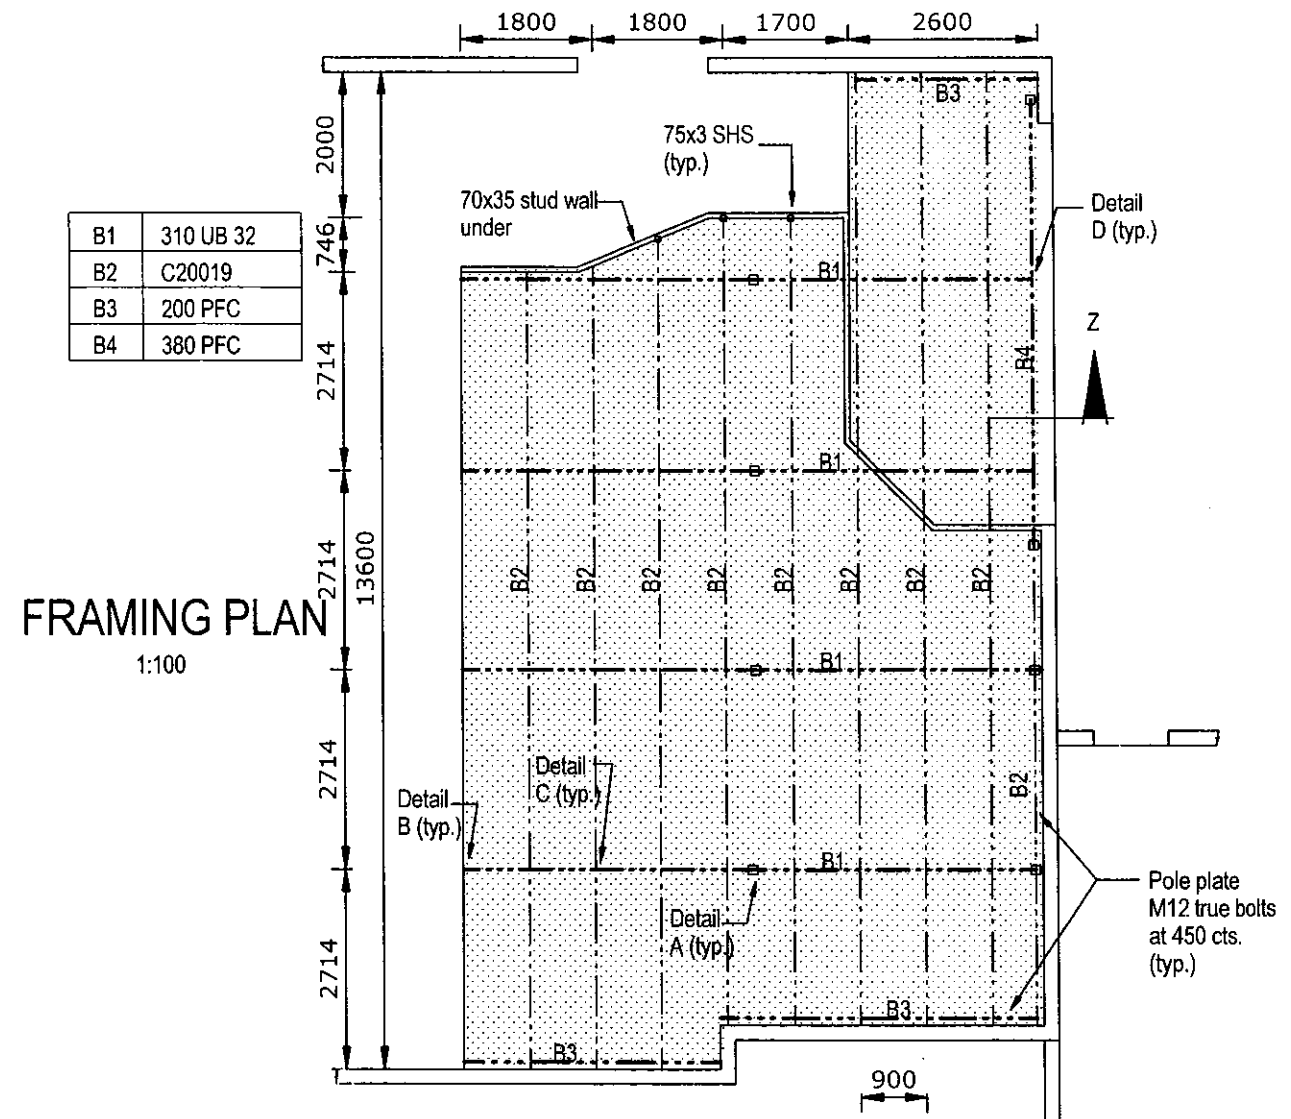 1800
1800
1700
2600
B3
75x3 SHS
(typ.)
2000
70x35 stud wall
under
Detail
D (typ.)
B1 310 UB 32
B2 C20019
B3 200 PFC
B4 380 PFC
746
B1
Z
B4
2714
B1
2714
13600
B2
B2
B2
B2
B2
B2
B2
B2
FRAMING PLAN
1:100
B1
2714
Detail
C (typ.)
B2
Detail
B (typ.)
B1
Pole plate
M12 true bolts
at 450 cts.
(typ.)
Detail
A (typ.)
2714
B3
B3
900